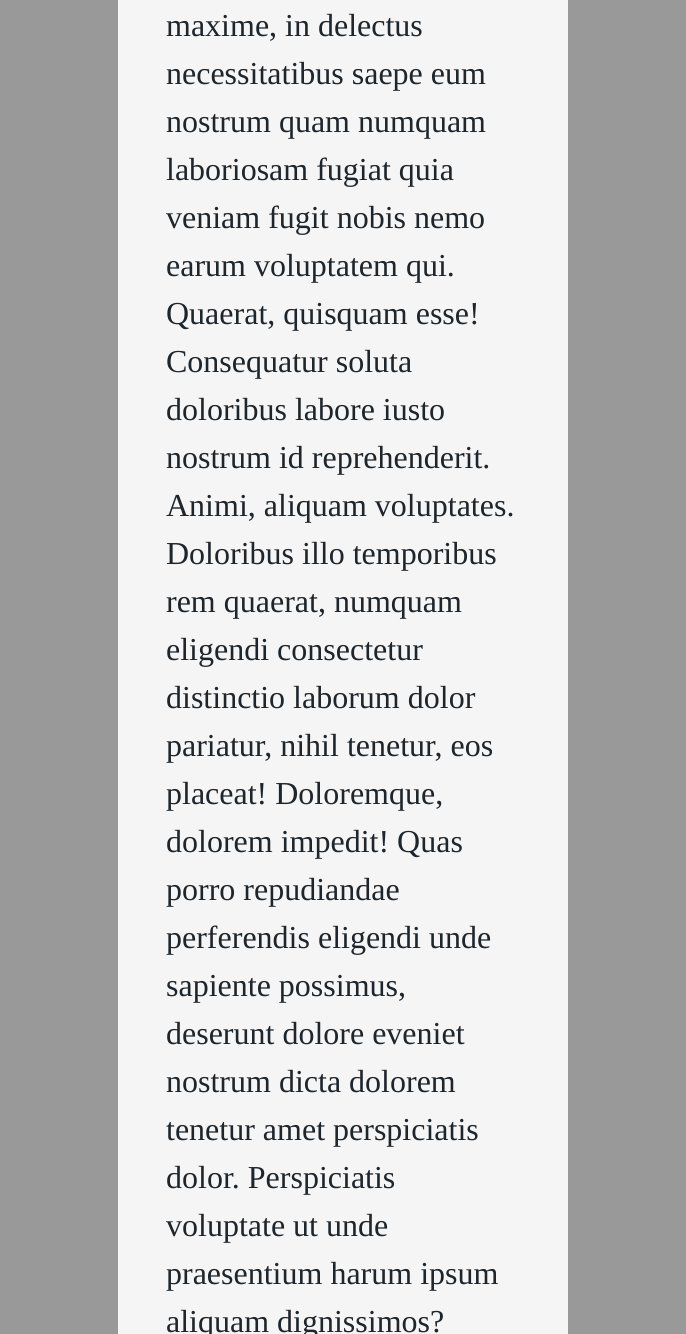 maxime, in delectus
necessitatibus saepe eum
nostrum quam numquam
laboriosam fugiat quia
veniam fugit nobis nemo
earum voluptatem qui.
Quaerat, quisquam esse!
Consequatur soluta
doloribus labore iusto
nostrum id reprehenderit.
Animi, aliquam voluptates.
Doloribus illo temporibus
rem quaerat, numquam
eligendi consectetur
distinctio laborum dolor
pariatur, nihil tenetur, eos
placeat! Doloremque,
dolorem impedit! Quas
porro repudiandae
perferendis eligendi unde
sapiente possimus,
deserunt dolore eveniet
nostrum dicta dolorem
tenetur amet perspiciatis
dolor. Perspiciatis
voluptate ut unde
praesentium harum ipsum
aliquam dignissimos?